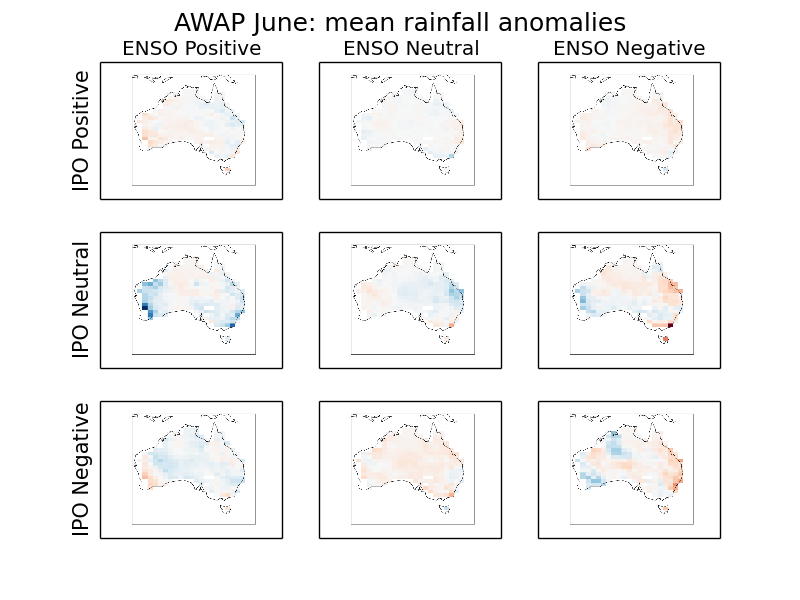 AWAP June: mean rainfall anomalies
ENSO Positive ENSO Neutral ENSO Negative
IPO Positive
IPO Neutral
IPO Negative